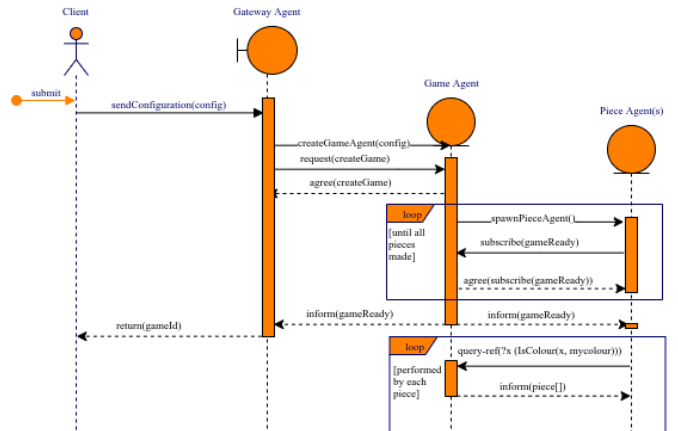 Client
Gateway Agent
Game Agent
Piece Agent(s)
submit
sendConfiguration(config)
createGameAgent(config)
request(createGame)
agree(createGame)
loop
[until all
pieces
made]
spawnPieceAgent()
subscribe(gameReady)
agree(subscribe(gameReady))
inform(gameReady)
inform(gameReady)
return(gameId)
loop
[performed
by each
piece]
query-ref(?x (IsColour(x, mycolour)))
inform(piece[])